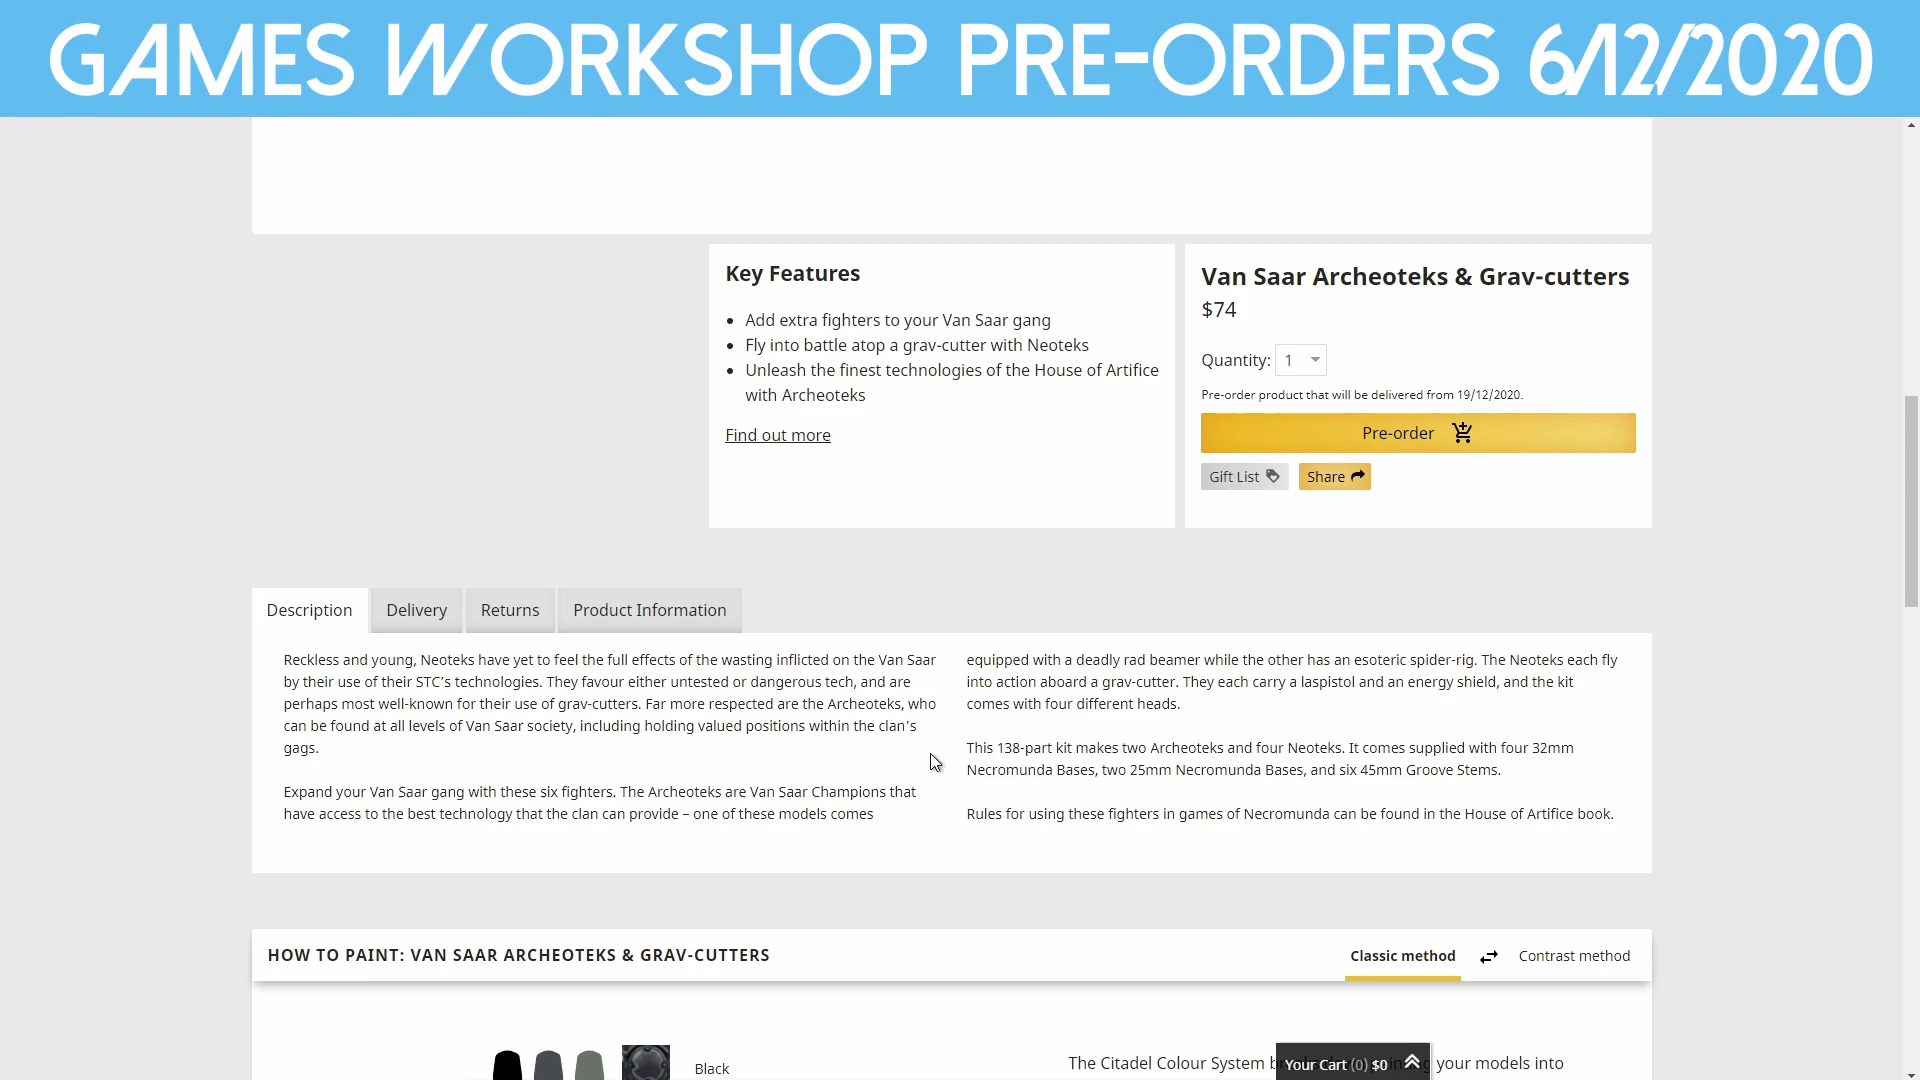 GAMES WORKSHOP PRE-ORDERS 6/12/2020
Key Features
Add extra fighters to your Van Saar gang
Fly into battle atop a grav-cutter with Neoteks
Unleash the finest technologies of the House of Artifice
with Archeoteks
Find out more
Van Saar Archeoteks & Grav-cutters
$74
Quantity: 1
Pre-order product that will be delivered from 19/12/2020.
Pre-order
Gift List Share
Description Delivery Returns Product Information
Reckless and young, Neoteks have yet to feel the full effects of the wasting inflicted on the Van Saar
by their use of their STC’s technologies. They favour either untested or dangerous tech, and are
perhaps most well-known for their use of grav-cutters. Far more respected are the Archeoteks, who
can be found at all levels of Van Saar society, including holding valued positions within the clan's
gags.
Expand your Van Saar gang with these six fighters. The Archeoteks are Van Saar Champions that
have access to the best technology that the clan can provide – one of these models comes
equipped with a deadly rad beamer while the other has an esoteric spider-rig. The Neoteks each fly
into action aboard a grav-cutter. They each carry a laspistol and an energy shield, and the kit
comes with four different heads.
This 138-part kit makes two Archeoteks and four Neoteks. It comes supplied with four 32mm
Necromunda Bases, two 25mm Necromunda Bases, and six 45mm Groove Stems.
Rules for using these fighters in games of Necromunda can be found in the House of Artifice book.
HOW TO PAINT: VAN SAAR ARCHEOTEKS & GRAV-CUTTERS
Classic method Contrast method
Black
The Citadel Colour System your models into
Your Cart (0) $0